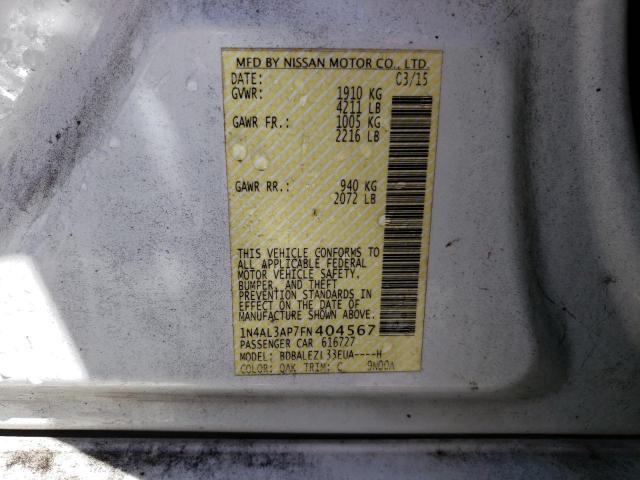 MFD BY NISSAN MOTOR CO., LTD.
DATE: 03/15
GVWR: 1910 KG
4211 LB
GAWR FR.: 1005 KG
2216 LB
GAWR RR.: 940 KG
2072 LB
THIS VEHICLE CONFORMS TO
ALL APPLICABLE FEDERAL
MOTOR VEHICLE SAFETY,
BUMPER, AND THEFT
PREVENTION STANDARDS IN
EFFECT ON THE DATE OF
MANUFACTURE SHOWN ABOVE.
1N4AL3AP7FN404567
PASSENGER CAR 616727
MODEL: BDBALEZL33EUA----H
COLOR: QAK TRIM: C 9N00A